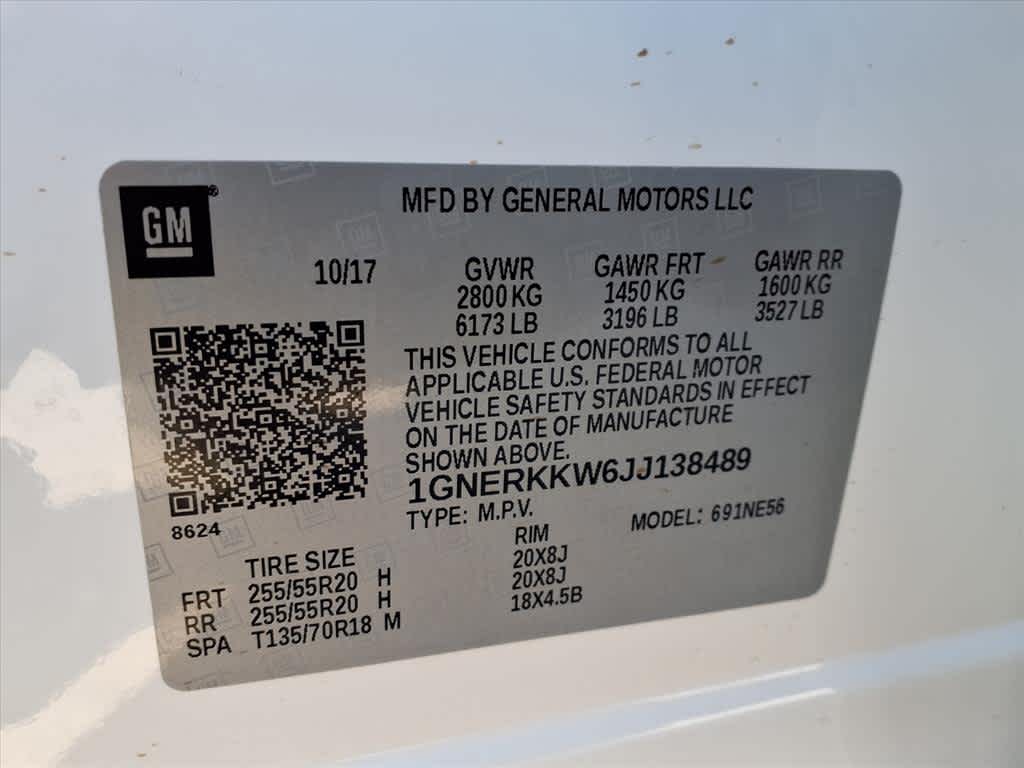 GM®
MFD BY GENERAL MOTORS LLC
10/17 GVWR GAWR FRT GAWR RR
2800 KG 1450 KG 1600 KG
6173 LB 3196 LB 3527 LB
THIS VEHICLE CONFORMS TO ALL
APPLICABLE U.S. FEDERAL MOTOR
VEHICLE SAFETY STANDARDS IN EFFECT
ON THE DATE OF MANUFACTURE
SHOWN ABOVE.
1GNERKKW6JJ138489
8624
TYPE: M.P.V. MODEL: 691NE56
TIRE SIZE RIM
FRT 255/55R20 H 20X8J
RR 255/55R20 H 20X8J
SPA T135/70R18 M 18X4.5B